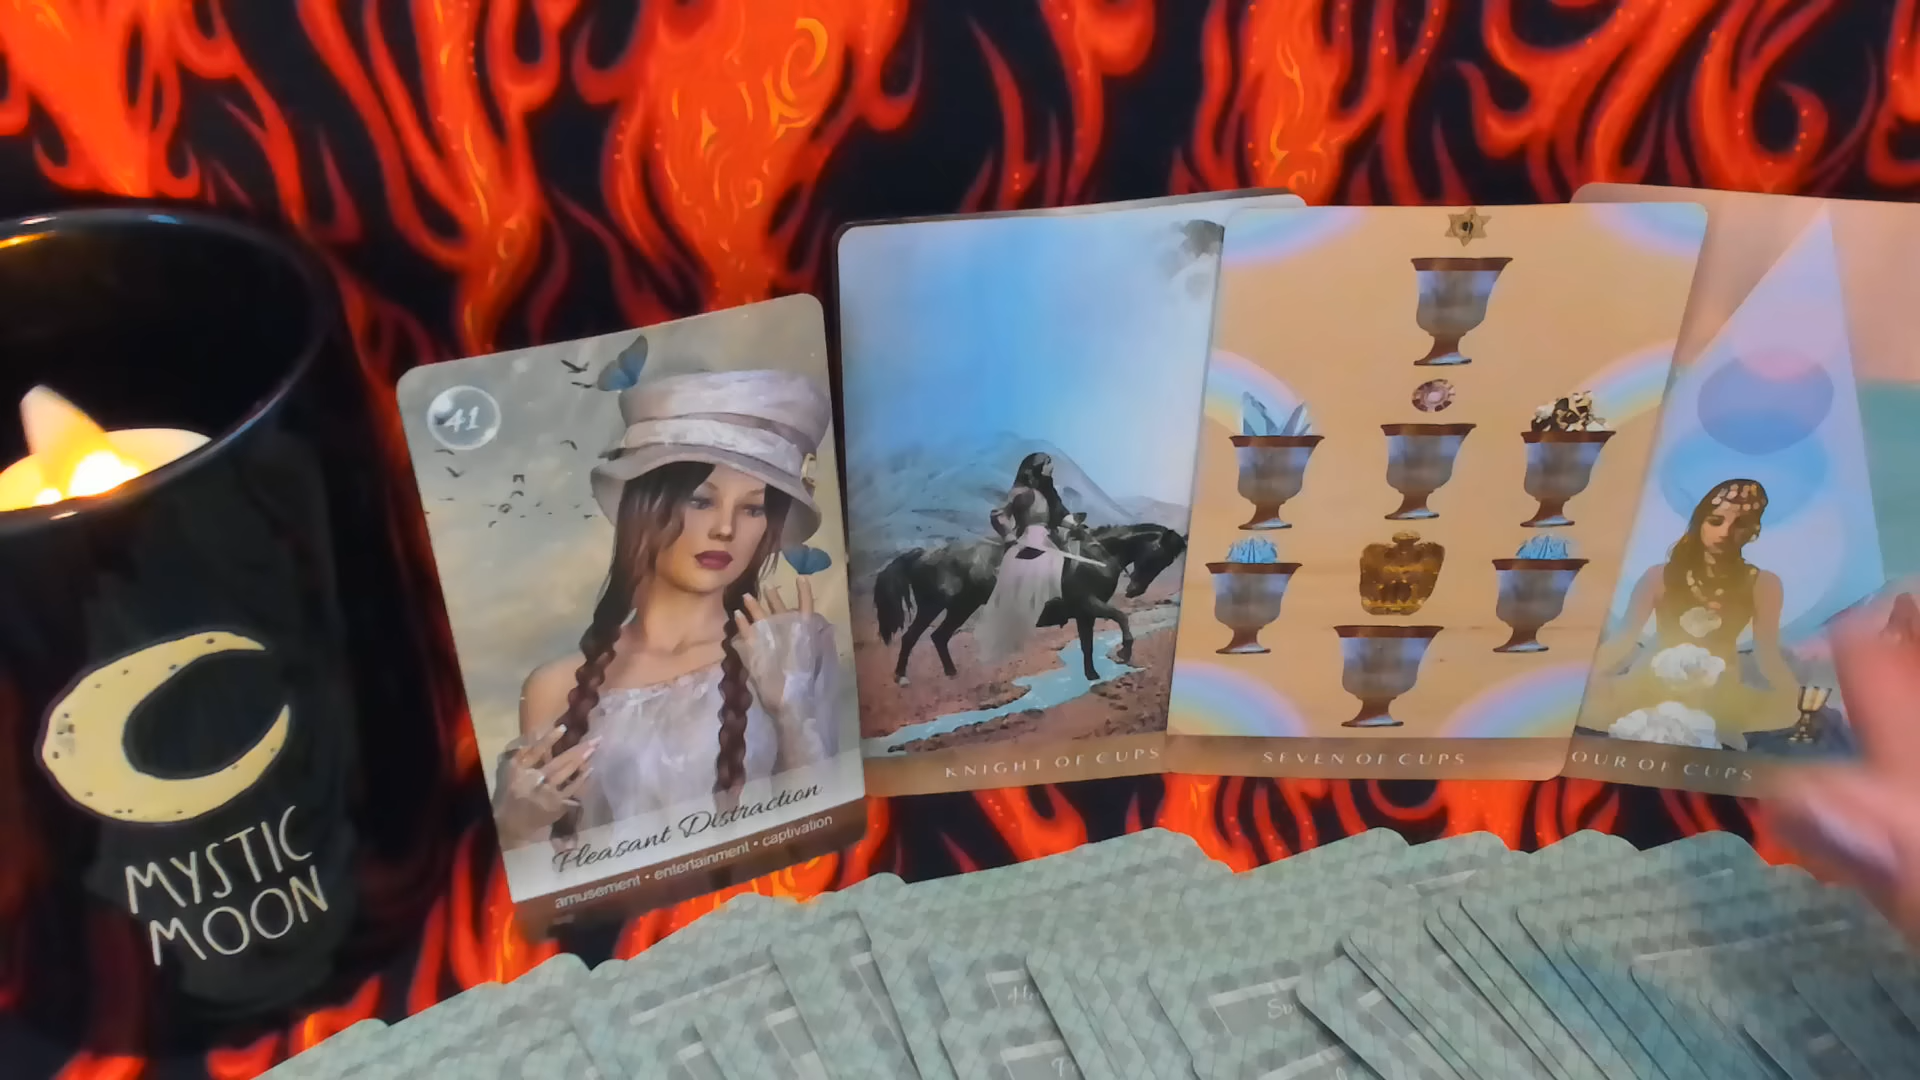 41
Pleasant Distraction
amusement • entertainment • captivation
KNIGHT OF CUPS
SEVEN OF CUPS
OUR OF CUPS
MYSTIC
MOON